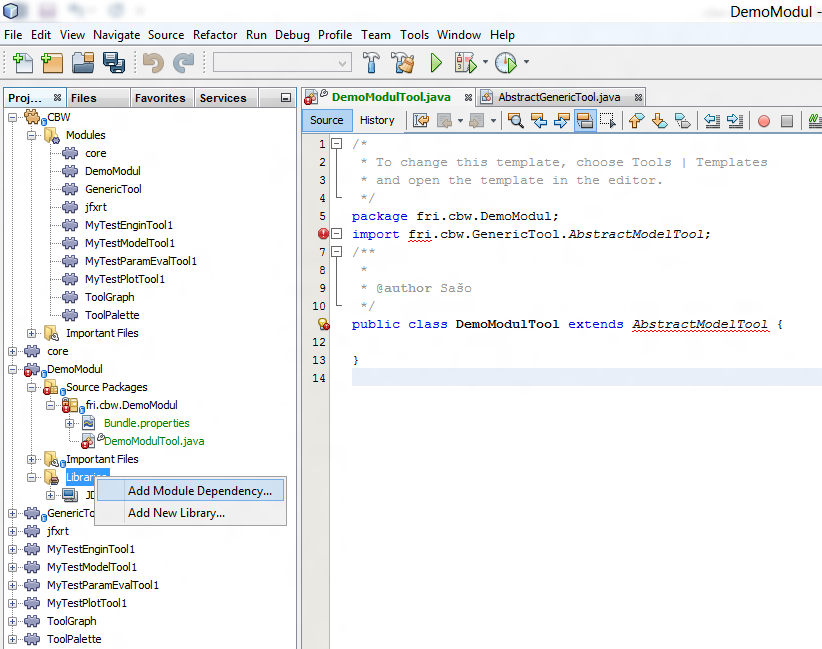 DemoModul -
File Edit View Navigate Source Refactor Run Debug Profile Team Tools Window Help
Proj... Files Favorites Services
DemoModulTool.java AbstractGenericTool.java
Source History
CBW
Modules
core
DemoModul
GenericTool
jfxrt
MyTestEnginTool1
MyTestModelTool1
MyTestParamEvalTool1
MyTestPlotTool1
ToolGraph
ToolPalette
Important Files
core
DemoModul
Source Packages
fri.cbw.DemoModul
Bundle.properties
DemoModulTool.java
Important Files
Libraries
JD
GenericTo
jfxrt
MyTestEnginTool1
MyTestModelTool1
MyTestParamEvalTool1
MyTestPlotTool1
ToolGraph
ToolPalette
Add Module Dependency...
Add New Library...
1 /*
2 * To change this template, choose Tools | Templates
3 * and open the template in the editor.
4 */
5 package fri.cbw.DemoModul;
import fri.cbw.GenericTool.AbstractModelTool;
7 /**
8 *
9 * @author Sašo
10 */
public class DemoModulTool extends AbstractModelTool {
12
13 }
14